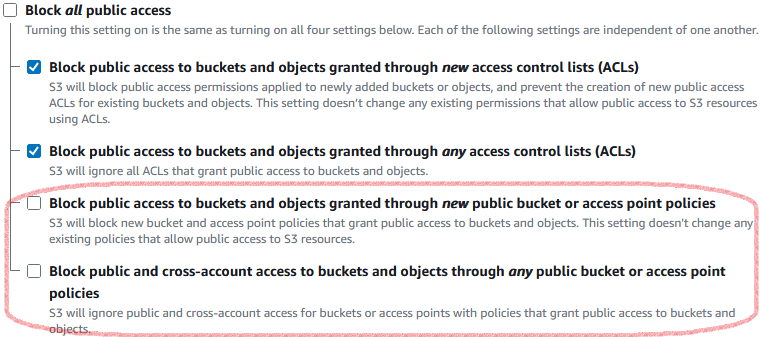 Block all public access
Turning this setting on is the same as turning on all four settings below. Each of the following settings are independent of one another.
Block public access to buckets and objects granted through new access control lists (ACLs)
S3 will block public access permissions applied to newly added buckets or objects, and prevent the creation of new public access
ACLs for existing buckets and objects. This setting doesn't change any existing permissions that allow public access to S3 resources
using ACLs.
Block public access to buckets and objects granted through any access control lists (ACLs)
S3 will ignore all ACLs that grant public access to buckets and objects.
Block public access to buckets and objects granted through new public bucket or access point policies
S3 will block new bucket and access point policies that grant public access to buckets and objects. This setting doesn't change any
existing policies that allow public access to S3 resources.
Block public and cross-account access to buckets and objects through any public bucket or access point
policies
S3 will ignore public and cross-account access for buckets or access points with policies that grant public access to buckets and
objects.